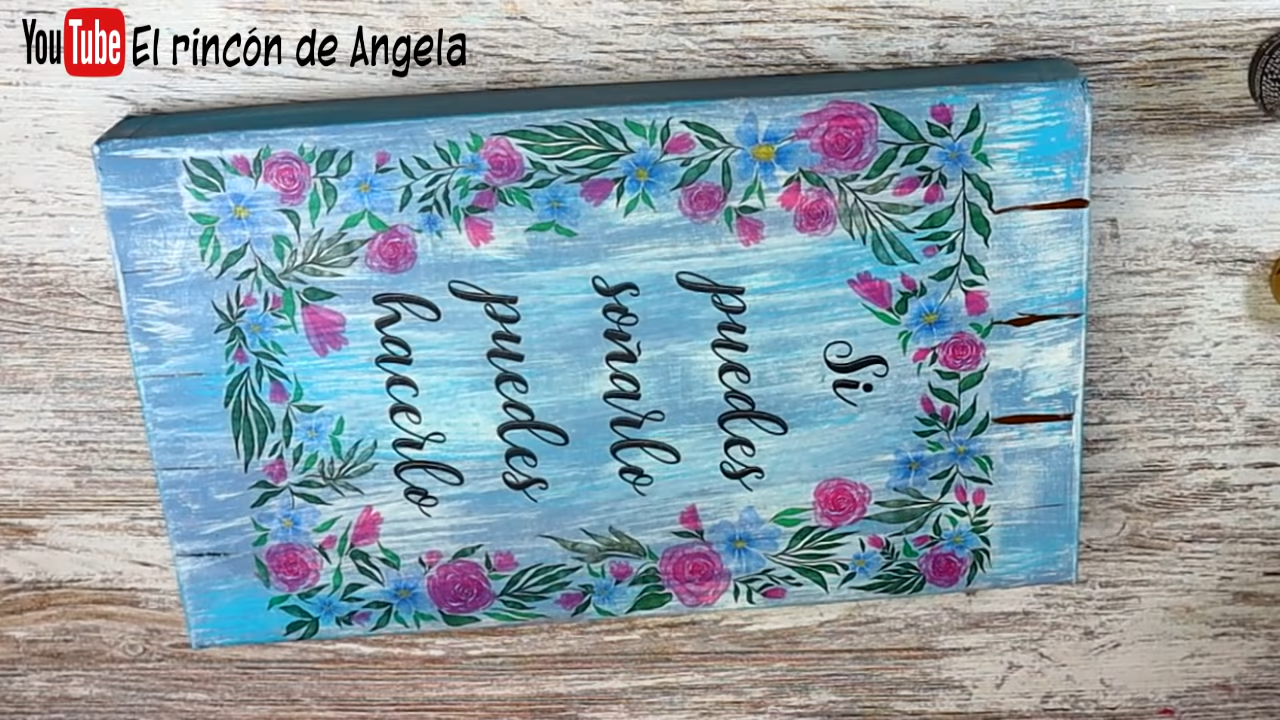 YouTube El rincón de Angela
Si
puedes
soñarlo
puedes
hacerlo